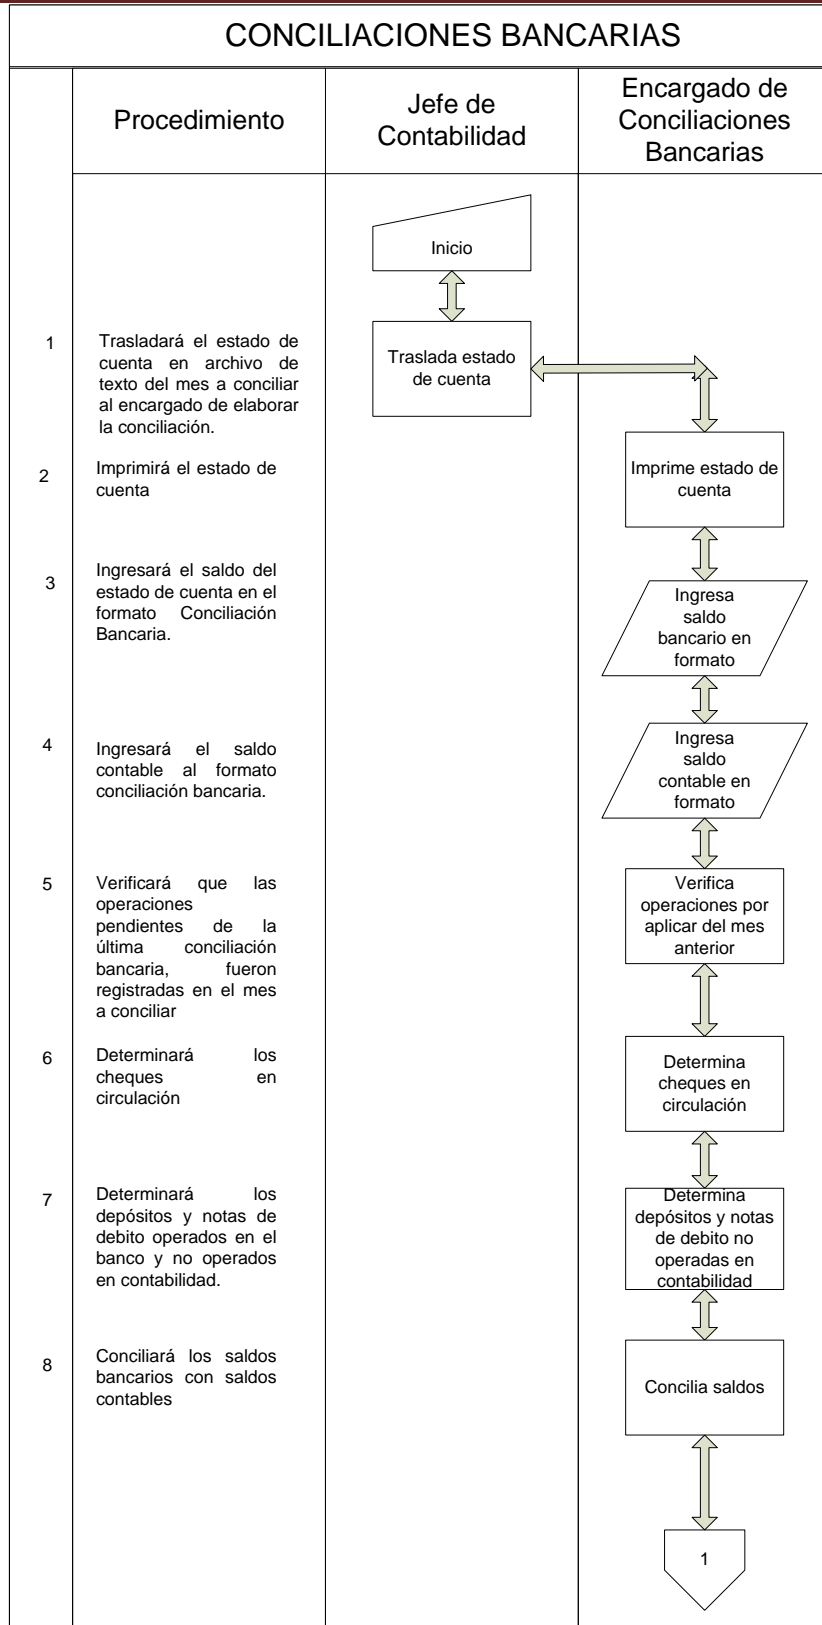 CONCILIACIONES BANCARIAS
Procedimiento
Jefe de
Contabilidad
Encargado de
Conciliaciones
Bancarias
Inicio
1
Trasladará el estado de
cuenta en archivo de
texto del mes a conciliar
al encargado de elaborar
la conciliación.
Traslada estado
de cuenta
2
Imprimirá el estado de
cuenta
Imprime estado de
cuenta
3
Ingresará el saldo del
estado de cuenta en el
formato Conciliación
Bancaria.
Ingresa
saldo
bancario en
formato
4
Ingresará el saldo
contable al formato
conciliación bancaria.
Ingresa
saldo
contable en
formato
5
Verificará que las
operaciones
pendientes de la
última conciliación
bancaria, fueron
registradas en el mes
a conciliar
Verifica
operaciones por
aplicar del mes
anterior
6
Determinará los
cheques en
circulación
Determina
cheques en
circulación
7
Determinará los
depósitos y notas de
debito operados en el
banco y no operados
en contabilidad.
Determina
depósitos y notas
de debito no
operadas en
contabilidad
8
Conciliará los saldos
bancarios con saldos
contables
Concilia saldos
1